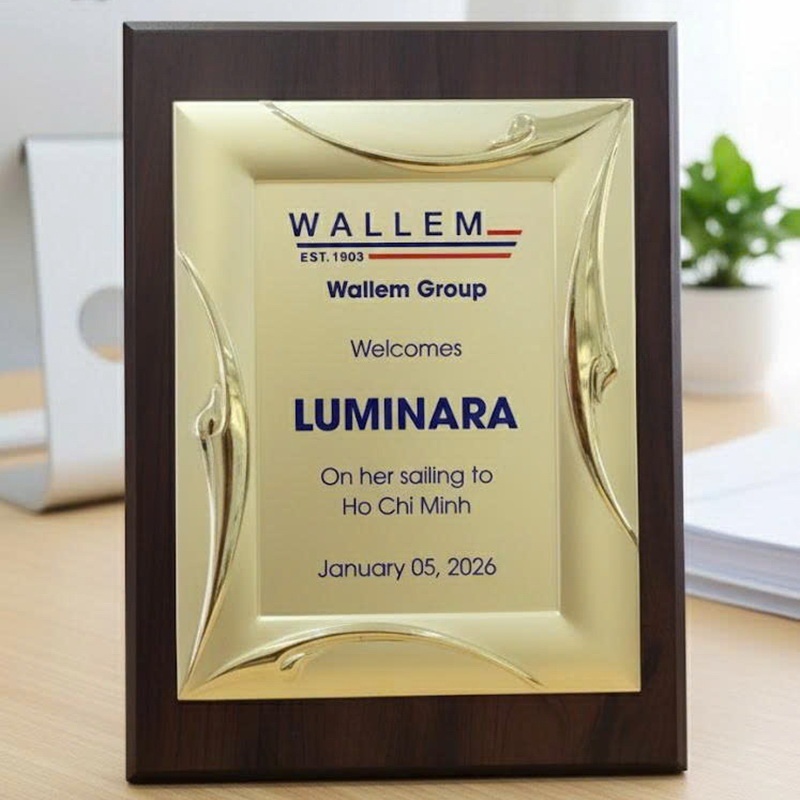 WALLEM
EST. 1903
Wallem Group
Welcomes
LUMINARA
On her sailing to
Ho Chi Minh
January 05, 2026